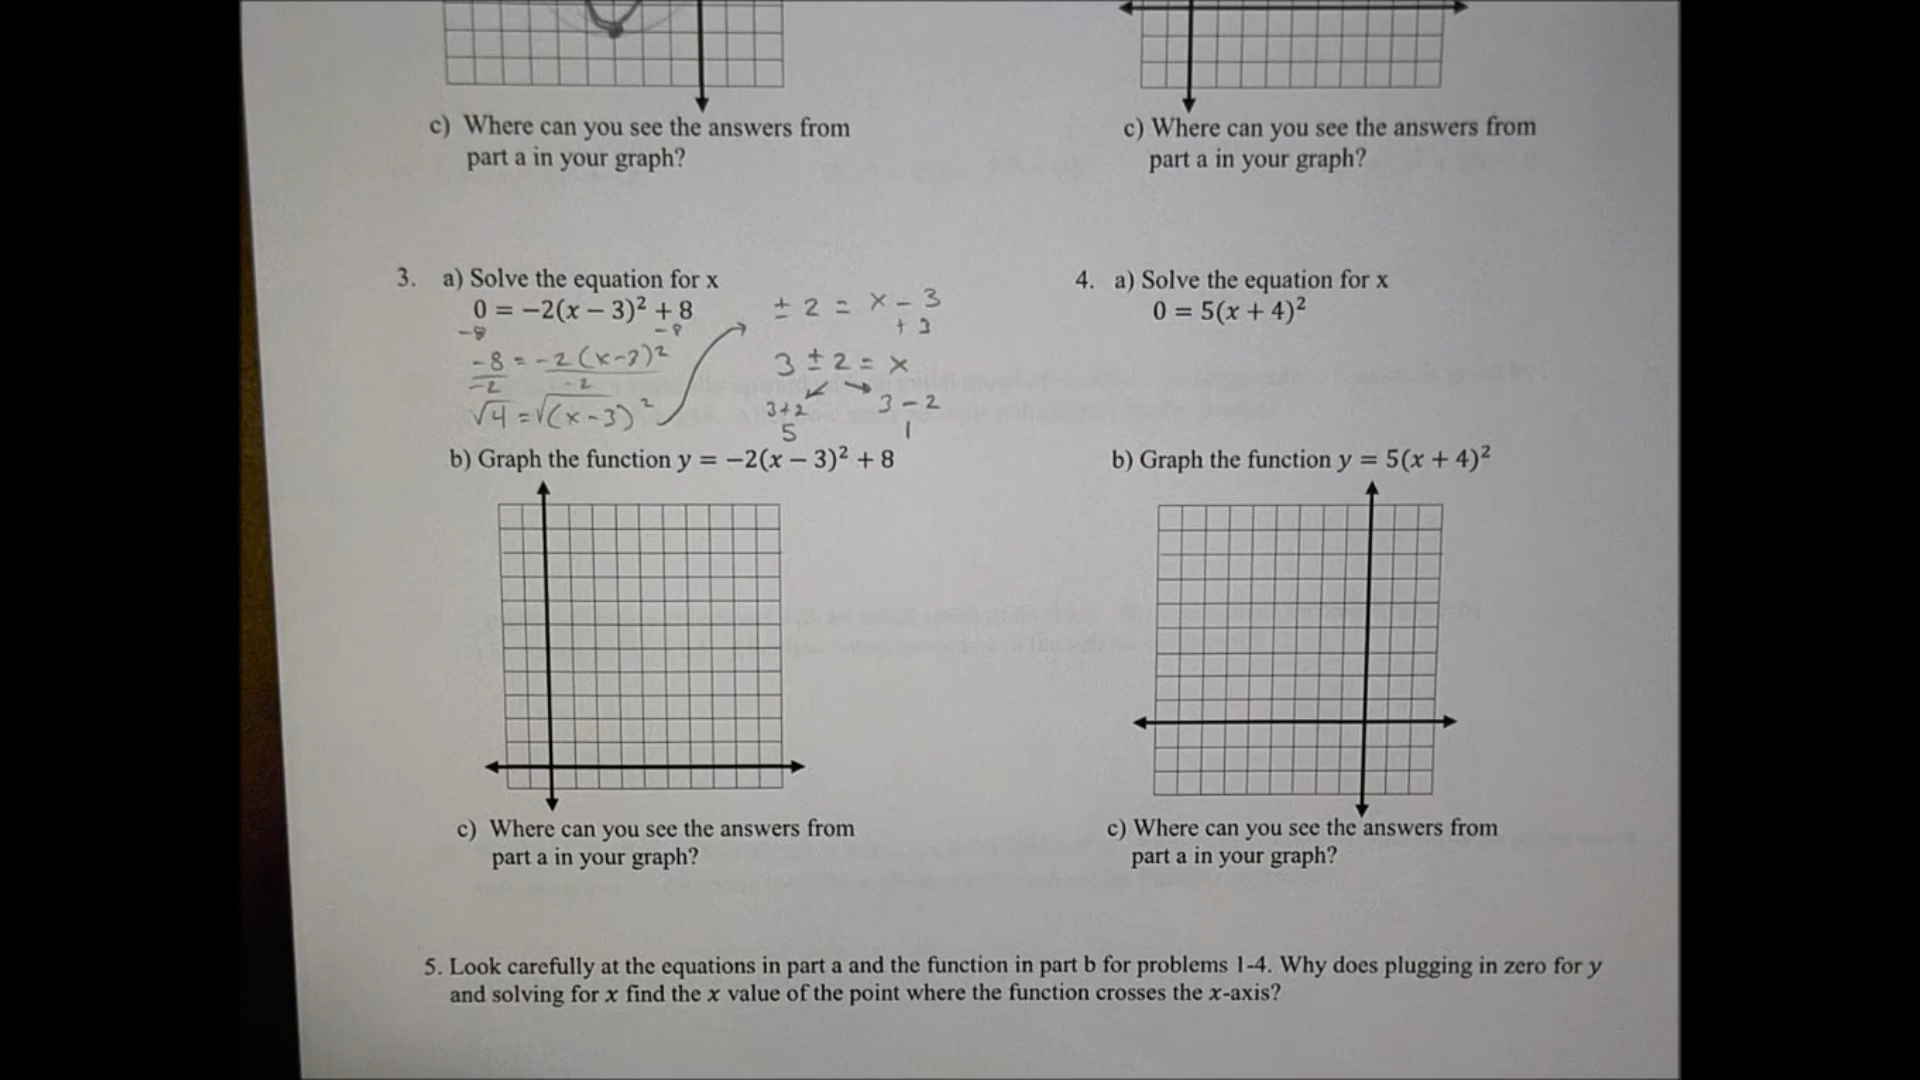 c) Where can you see the answers from
part a in your graph?
c) Where can you see the answers from
part a in your graph?
3. a) Solve the equation for x
0 = −2(x − 3)² + 8
-8 -8
-8 = -2(x-3)²
-2 -2
√4 = √(x-3)²
± 2 = x - 3
+ 3
3 ± 2 = x
3+2 3-2
5 1
b) Graph the function y = −2(x − 3)² + 8
c) Where can you see the answers from
part a in your graph?
4. a) Solve the equation for x
0 = 5(x + 4)²
b) Graph the function y = 5(x + 4)²
c) Where can you see the answers from
part a in your graph?
5. Look carefully at the equations in part a and the function in part b for problems 1-4. Why does plugging in zero for y
and solving for x find the x value of the point where the function crosses the x-axis?